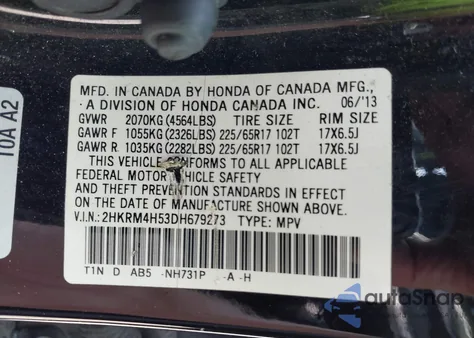 MFD. IN CANADA BY HONDA OF CANADA MFG.,
A DIVISION OF HONDA CANADA INC. 06/'13
GVWR 2070KG (4564LBS) TIRE SIZE RIM SIZE
GAWR F 1055KG (2326LBS) 225/65R17 102T 17X6.5J
GAWR R. 1035KG (2282LBS) 225/65R17 102T 17X6.5J
THIS VEHICLE CONFORMS TO ALL APPLICABLE
FEDERAL MOTOR VEHICLE SAFETY
AND THEFT PREVENTION STANDARDS IN EFFECT
ON THE DATE OF MANUFACTURE SHOWN ABOVE.
V.I.N: 2HKRM4H53DH679273 TYPE: MPV
T1N D AB5 -NH731P -A -H
10A A2
autoSnap